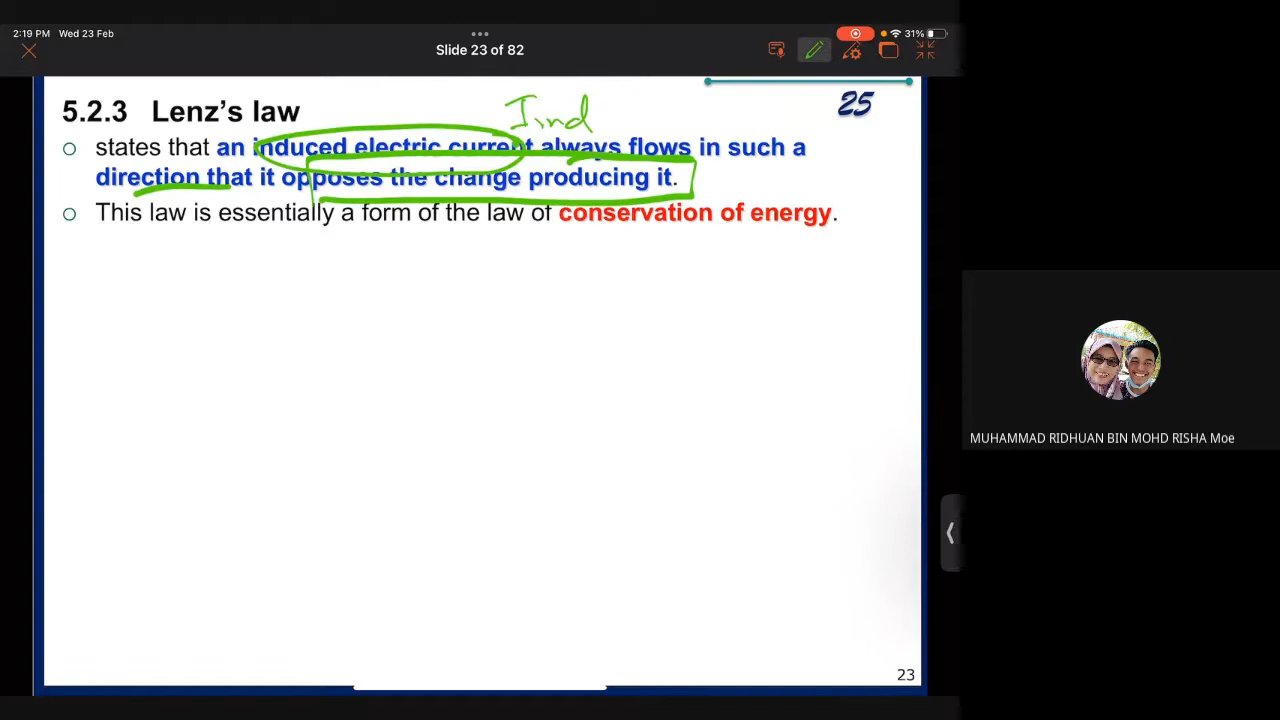 2:19 PM Wed 23 Feb
31%
Slide 23 of 82
25
5.2.3 Lenz's law
Iind
states that an induced electric current always flows in such a
direction that it opposes the change producing it.
This law is essentially a form of the law of conservation of energy.
MUHAMMAD RIDHUAN BIN MOHD RISHA Moe
23